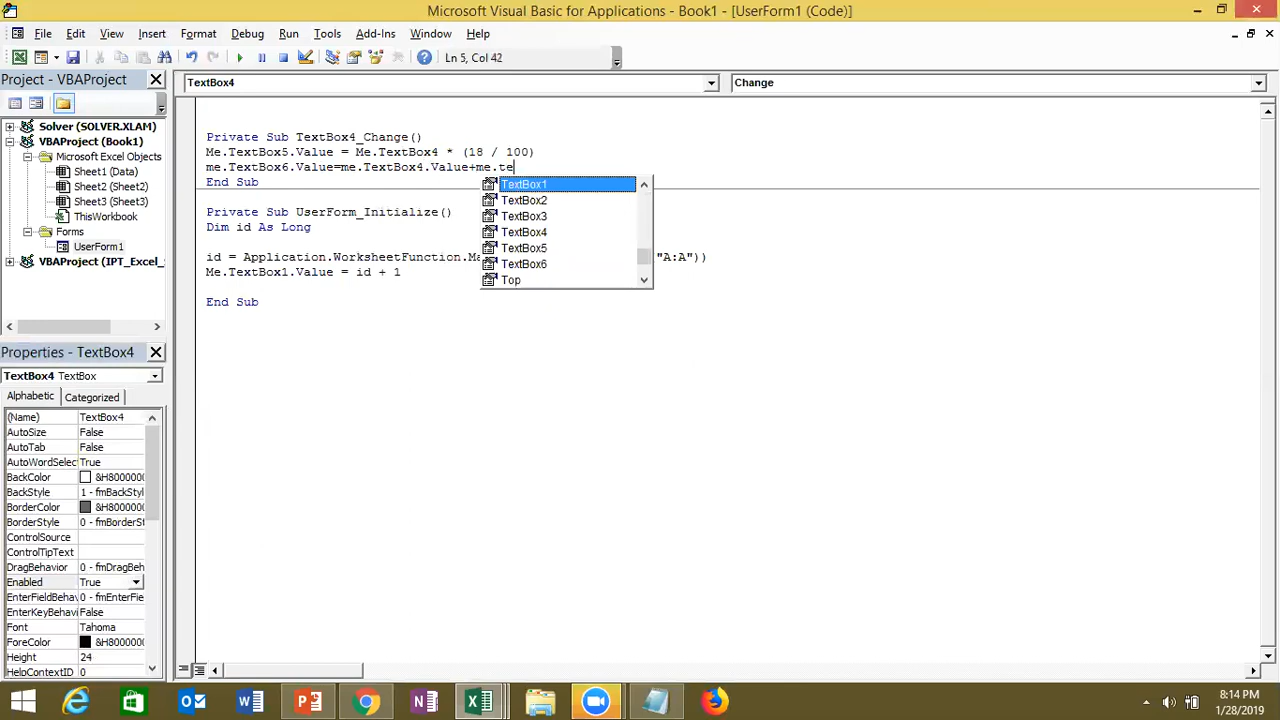 Microsoft Visual Basic for Applications - Book1 - [UserForm1 (Code)]
File Edit View Insert Format Debug Run Tools Add-Ins Window Help
Ln 5, Col 42
Project - VBAProject
TextBox4 Change
Solver (SOLVER.XLAM)
VBAProject (Book1)
Microsoft Excel Objects
Sheet1 (Data)
Sheet2 (Sheet2)
Sheet3 (Sheet3)
ThisWorkbook
Forms
UserForm1
VBAProject (IPT_Excel_S
Private Sub TextBox4_Change()
Me.TextBox5.Value = Me.TextBox4 * (18 / 100)
me.TextBox6.Value=me.TextBox4.Value+me.te
End Sub
TextBox1
TextBox2
TextBox3
TextBox4
TextBox5
TextBox6
Top
Private Sub UserForm_Initialize()
Dim id As Long
id = Application.WorksheetFunction.Ma "A:A"))
Me.TextBox1.Value = id + 1
End Sub
Properties - TextBox4
TextBox4 TextBox
Alphabetic Categorized
(Name) TextBox4
AutoSize False
AutoTab False
AutoWordSelec True
BackColor &H8000000
BackStyle 1 - fmBackStyl
BorderColor &H8000000
BorderStyle 0 - fmBorderSt
ControlSource
ControlTipText
DragBehavior 0 - fmDragBeh
Enabled True
EnterFieldBehav 0 - fmEnterFie
EnterKeyBehavi False
Font Tahoma
ForeColor &H8000000
Height 24
HelpContextID 0
8:14 PM
1/28/2019